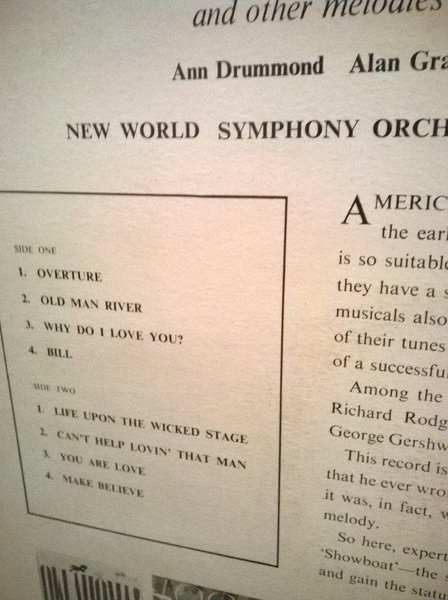 and other melodies
Ann Drummond Alan Gra
NEW WORLD SYMPHONY ORCH
SIDE ONE
1. OVERTURE
2. OLD MAN RIVER
3. WHY DO I LOVE YOU?
4. BILL
SIDE TWO
1. LIFE UPON THE WICKED STAGE
2. CAN'T HELP LOVIN' THAT MAN
3. YOU ARE LOVE
4. MAKE BELIEVE
AMERIC
the earl
is so suitable
they have a s
musicals also
of their tunes
of a successfu
Among the
Richard Rodg
George Gershw
This record is
that he ever wro
it was, in fact, w
melody.
So here, expert
'Showboat'—the s
and gain the statu